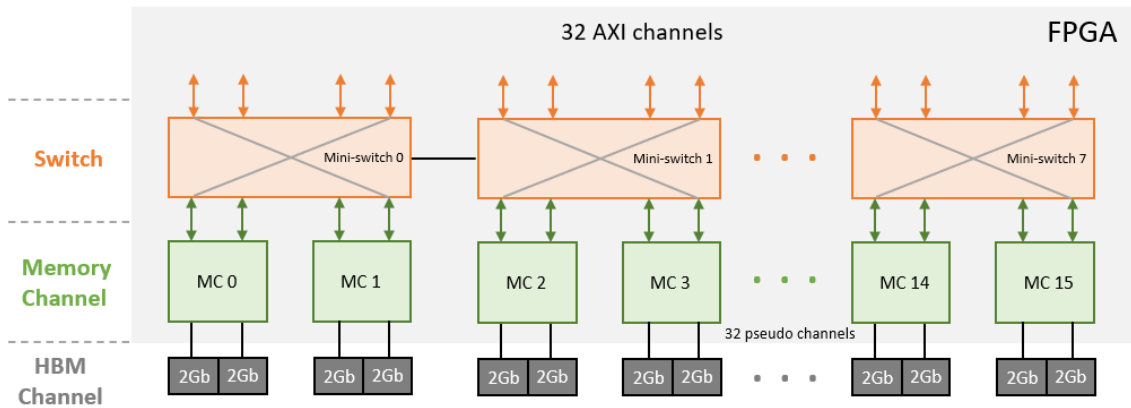 32 AXI channels
FPGA
Switch
Mini-switch 0
Mini-switch 1
Mini-switch 7
Memory
Channel
MC 0
MC 1
MC 2
MC 3
MC 14
MC 15
32 pseudo channels
HBM
Channel
2Gb 2Gb
2Gb 2Gb
2Gb 2Gb
2Gb 2Gb
2Gb 2Gb
2Gb 2Gb